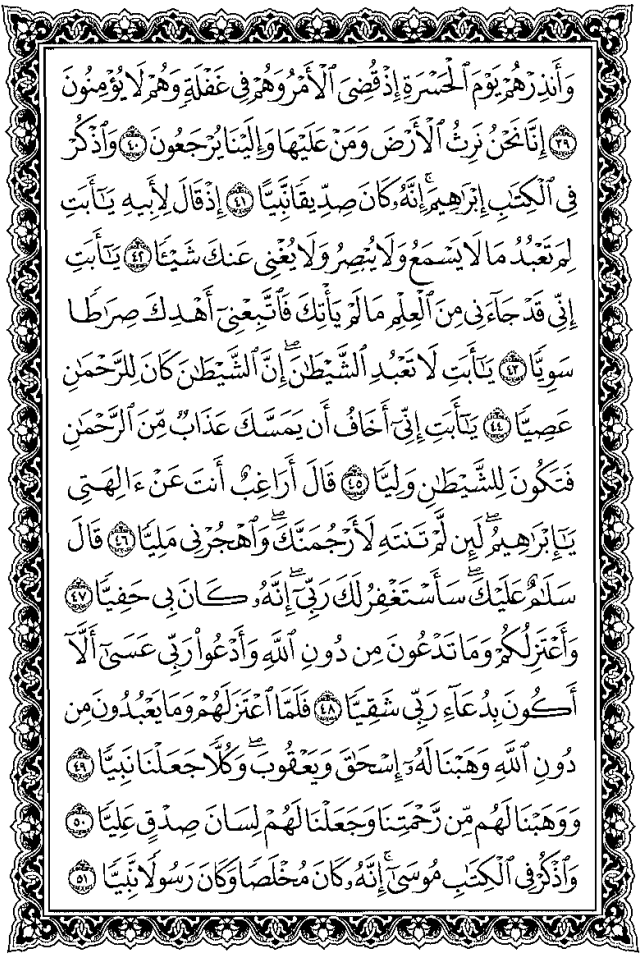 وَأَنذِرْهُمْ يَوْمَ ٱلْحَسْرَةِ إِذْ قُضِىَ ٱلْأَمْرُ وَهُمْ فِى غَفْلَةٍ وَهُمْ لَا يُؤْمِنُونَ
٣٩ إِنَّا نَحْنُ نَرِثُ ٱلْأَرْضَ وَمَنْ عَلَيْهَا وَإِلَيْنَا يُرْجَعُونَ ٤٠ وَٱذْكُرْ
فِى ٱلْكِتَٰبِ إِبْرَٰهِيمَ ۚ إِنَّهُۥ كَانَ صِدِّيقًا نَّبِيًّا ٤١ إِذْ قَالَ لِأَبِيهِ يَٰٓأَبَتِ
لِمَ تَعْبُدُ مَا لَا يَسْمَعُ وَلَا يُبْصِرُ وَلَا يُغْنِى عَنكَ شَيْـًٔا ٤٢ يَٰٓأَبَتِ
إِنِّى قَدْ جَآءَنِى مِنَ ٱلْعِلْمِ مَا لَمْ يَأْتِكَ فَٱتَّبِعْنِىٓ أَهْدِكَ صِرَٰطًا
سَوِيًّا ٤٣ يَٰٓأَبَتِ لَا تَعْبُدِ ٱلشَّيْطَٰنَ ۖ إِنَّ ٱلشَّيْطَٰنَ كَانَ لِلرَّحْمَٰنِ
عَصِيًّا ٤٤ يَٰٓأَبَتِ إِنِّىٓ أَخَافُ أَن يَمَسَّكَ عَذَابٌ مِّنَ ٱلرَّحْمَٰنِ
فَتَكُونَ لِلشَّيْطَٰنِ وَلِيًّا ٤٥ قَالَ أَرَاغِبٌ أَنتَ عَنْ ءَالِهَتِى
يَٰٓإِبْرَٰهِيمُ ۖ لَئِن لَّمْ تَنتَهِ لَأَرْجُمَنَّكَ ۖ وَٱهْجُرْنِى مَلِيًّا ٤٦ قَالَ
سَلَٰمٌ عَلَيْكَ ۖ سَأَسْتَغْفِرُ لَكَ رَبِّىٓ ۖ إِنَّهُۥ كَانَ بِى حَفِيًّا ٤٧
وَأَعْتَزِلُكُمْ وَمَا تَدْعُونَ مِن دُونِ ٱللَّهِ وَأَدْعُوا۟ رَبِّى عَسَىٰٓ أَلَّآ
أَكُونَ بِدُعَآءِ رَبِّى شَقِيًّا ٤٨ فَلَمَّا ٱعْتَزَلَهُمْ وَمَا يَعْبُدُونَ مِن
دُونِ ٱللَّهِ وَهَبْنَا لَهُۥٓ إِسْحَٰقَ وَيَعْقُوبَ ۖ وَكُلًّا جَعَلْنَا نَبِيًّا ٤٩
وَوَهَبْنَا لَهُم مِّن رَّحْمَتِنَا وَجَعَلْنَا لَهُمْ لِسَانَ صِدْقٍ عَلِيًّا ٥٠
وَٱذْكُرْ فِى ٱلْكِتَٰبِ مُوسَىٰٓ ۚ إِنَّهُۥ كَانَ مُخْلَصًا وَكَانَ رَسُولًا نَّبِيًّا ٥١